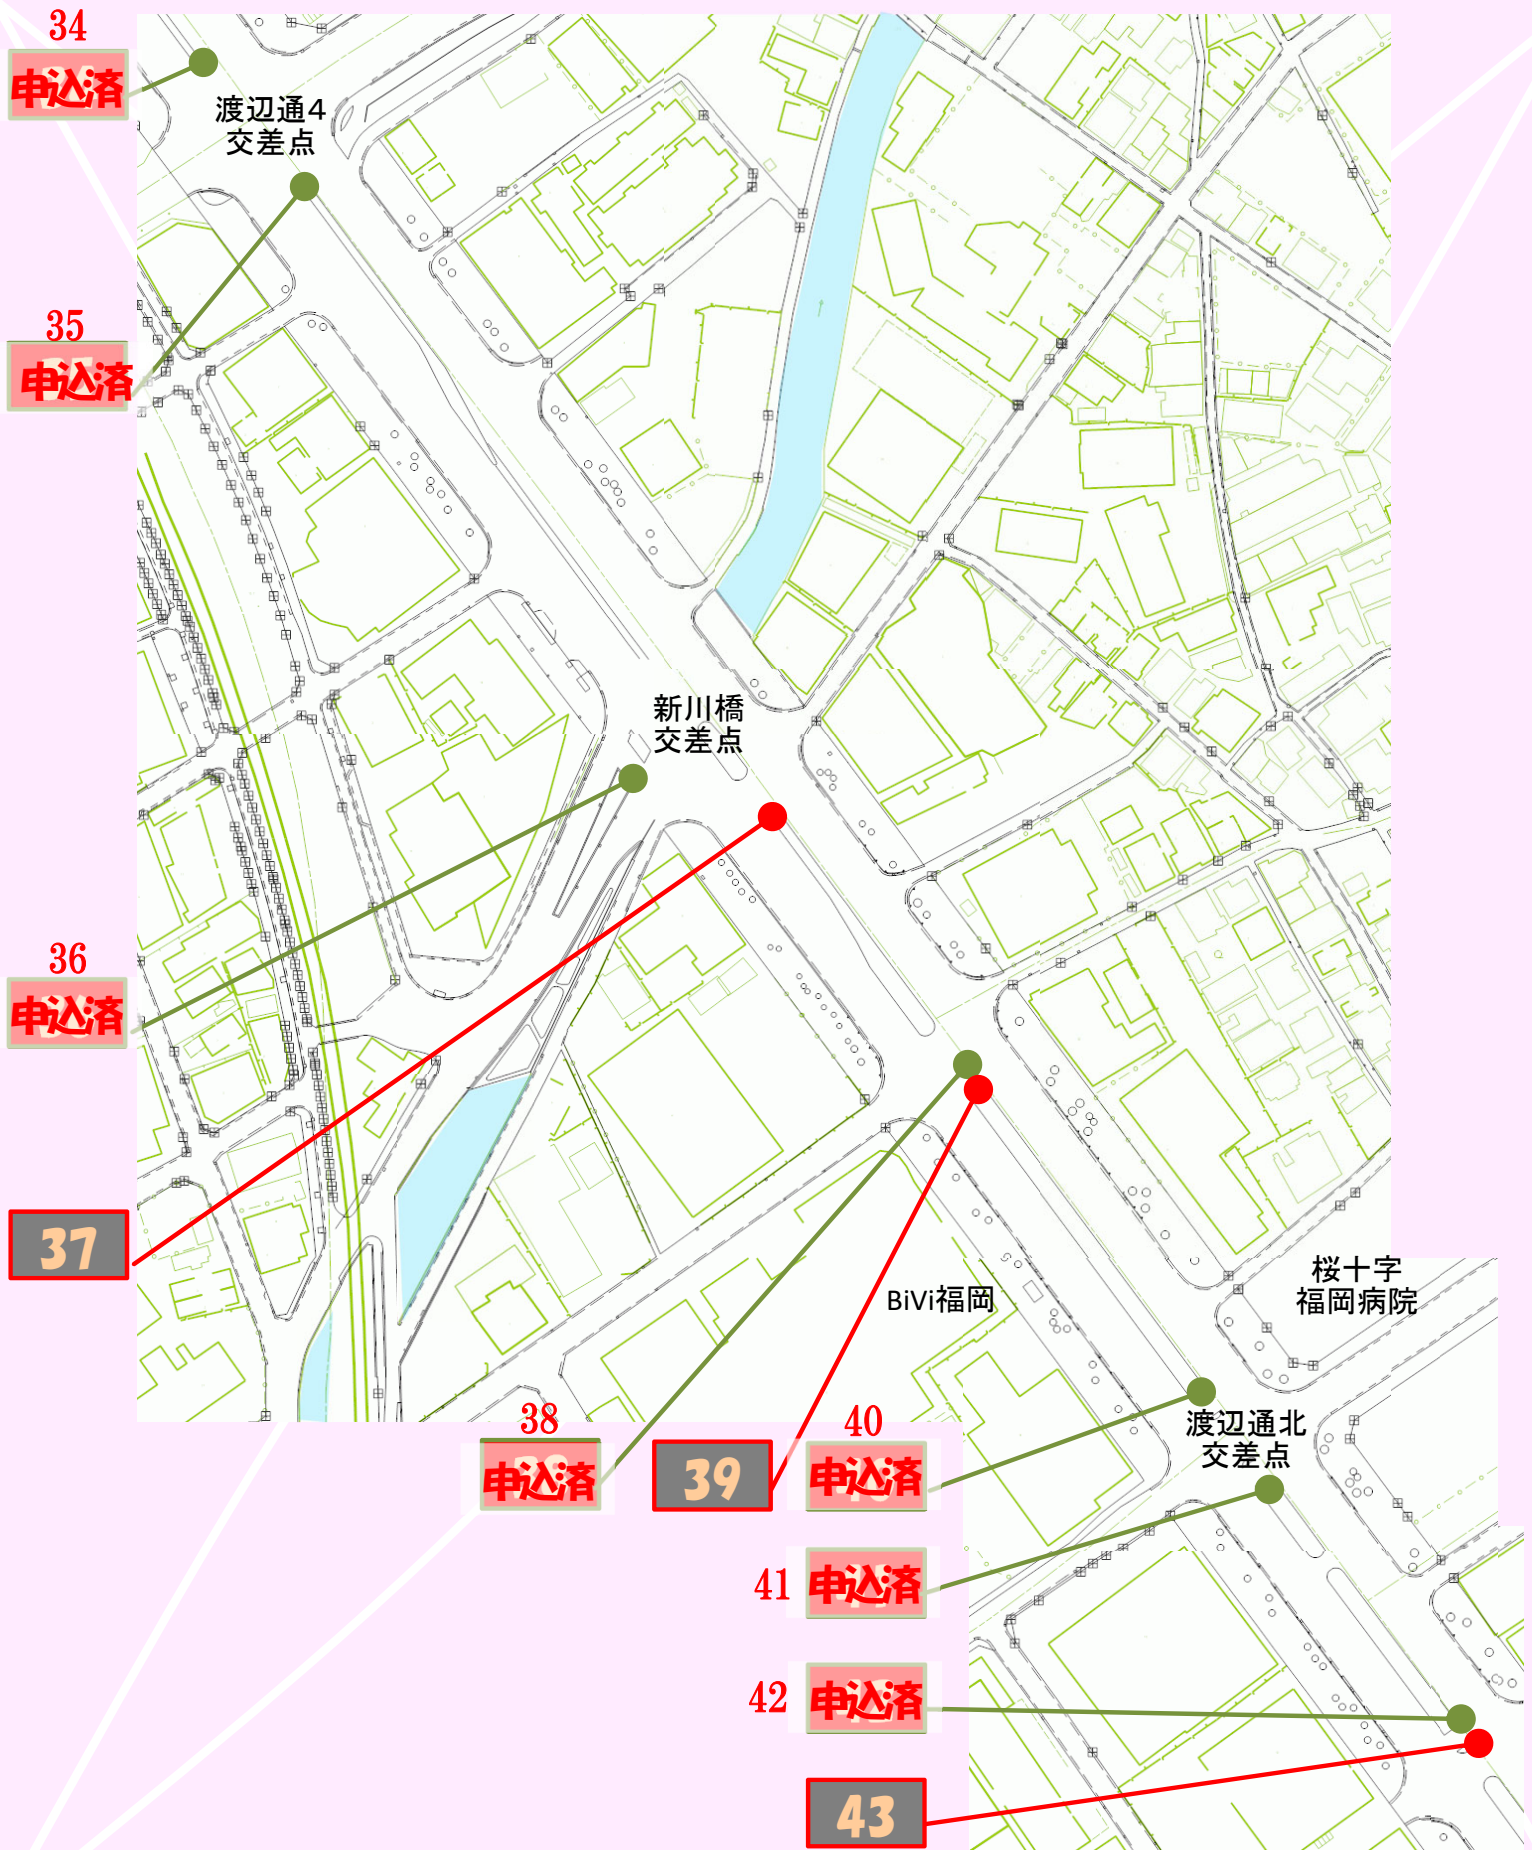 34
申込済
渡辺通4
交差点
35
申込済
新川橋
交差点
36
申込済
37
桜十字
福岡病院
BiVi福岡
38
申込済
39
40
申込済
渡辺通北
交差点
41
申込済
42
申込済
43